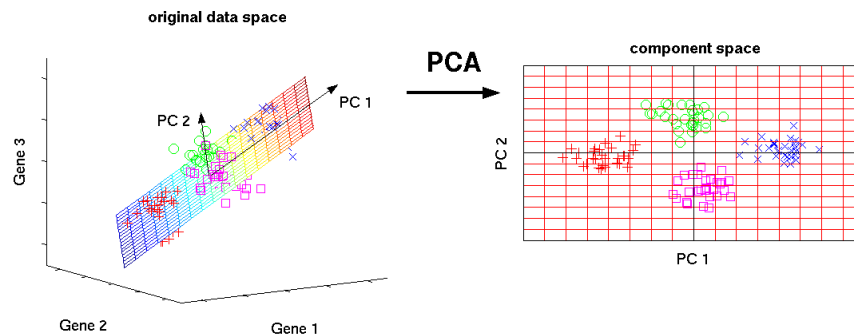 original data space
PC 1
PC 2
Gene 3
Gene 2
Gene 1
PCA
component space
PC 2
PC 1